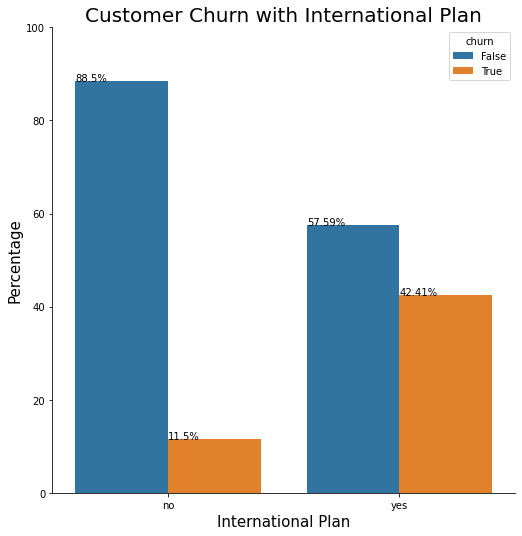 Customer Churn with International Plan
churn
False
True
Percentage
100
80
60
40
20
0
88.5%
11.5%
57.59%
42.41%
no
yes
International Plan